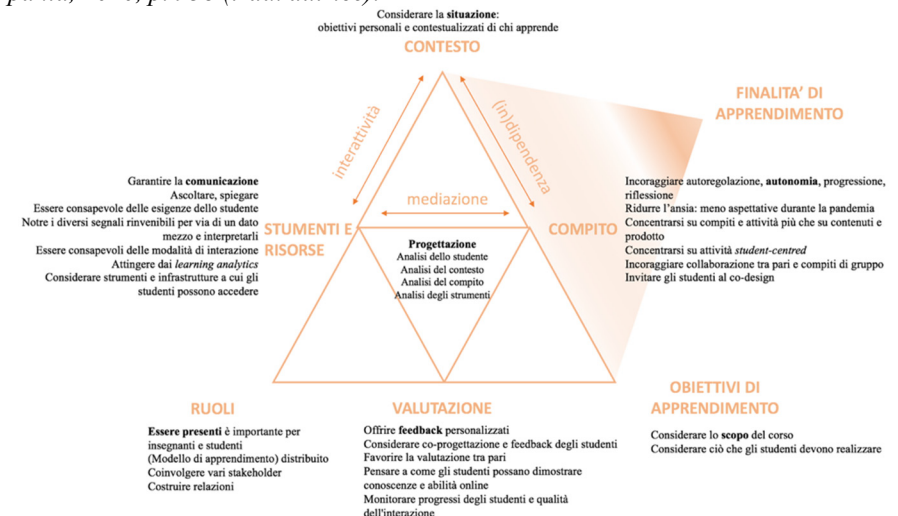 Considerare la situazione:
obiettivi personali e contestualizzati di chi apprende
CONTESTO
FINALITA' DI
APPRENDIMENTO
interattività
(in)dipendenza
mediazione
Garantire la comunicazione
Ascoltare, spiegare
Essere consapevole delle esigenze dello studente
Notre i diversi segnali rinvenibili per via di un dato
mezzo e interpretarli
Essere consapevoli delle modalità di interazione
Attingere dai learning analytics
Considerare strumenti e infrastrutture a cui gli
studenti possono accedere
STUMENTI E
RISORSE
Progettazione
Analisi dello studente
Analisi del contesto
Analisi del compito
Analisi degli strumenti
COMPITO
Incoraggiare autoregolazione, autonomia, progressione,
riflessione
Ridurre l'ansia: meno aspettative durante la pandemia
Concentrarsi su compiti e attività più che su contenuti e
prodotto
Concentrarsi su attività student-centred
Incoraggiare collaborazione tra pari e compiti di gruppo
Invitare gli studenti al co-design
RUOLI
Essere presenti è importante per
insegnanti e studenti
(Modello di apprendimento) distribuito
Coinvolgere vari stakeholder
Costruire relazioni
VALUTAZIONE
Offrire feedback personalizzati
Considerare co-progettazione e feedback degli studenti
Favorire la valutazione tra pari
Pensare a come gli studenti possano dimostrare
conoscenze e abilità online
Monitorare progressi degli studenti e qualità
dell'interazione
OBIETTIVI DI
APPRENDIMENTO
Considerare lo scopo del corso
Considerare ciò che gli studenti devono realizzare